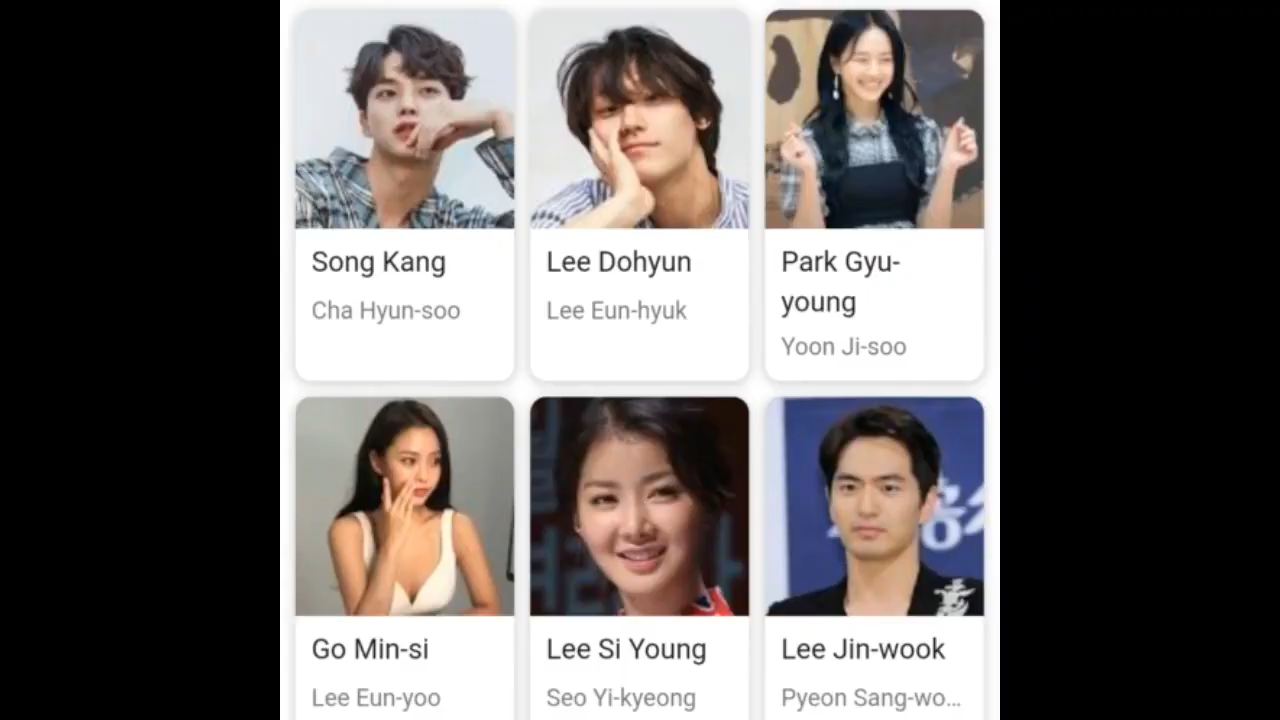 Song Kang
Cha Hyun-soo
Lee Dohyun
Lee Eun-hyuk
Park Gyu-
young
Yoon Ji-soo
Go Min-si
Lee Eun-yoo
Lee Si Young
Seo Yi-kyeong
Lee Jin-wook
Pyeon Sang-wo...